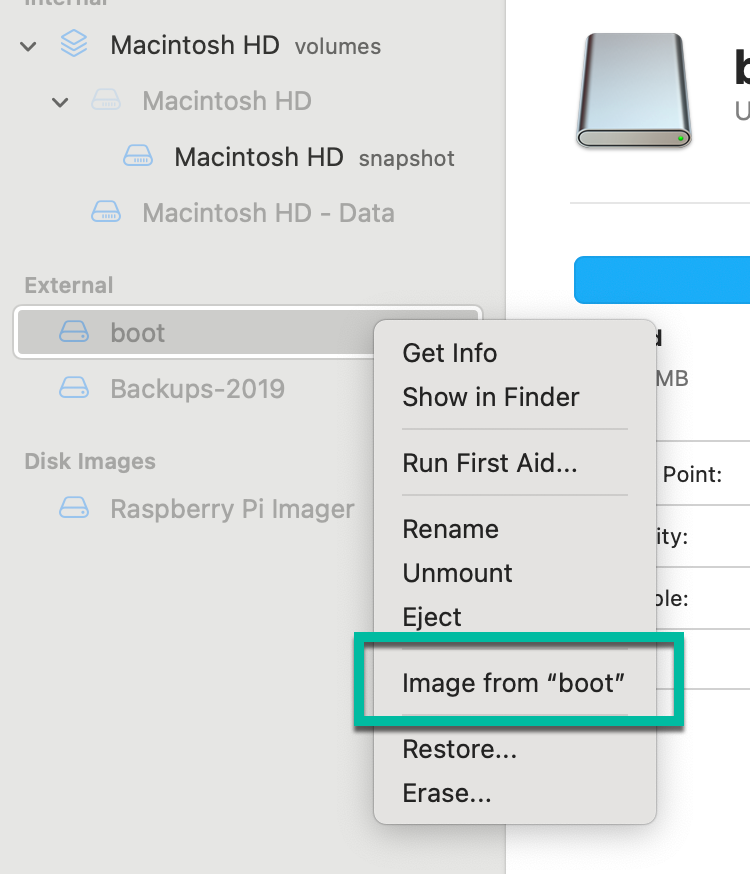 Internal
Macintosh HD volumes
Macintosh HD
Macintosh HD snapshot
Macintosh HD - Data
External
boot
Backups-2019
Disk Images
Raspberry Pi Imager
Get Info
Show in Finder
Run First Aid...
Rename
Unmount
Eject
Image from “boot”
Restore...
Erase...
b
U
d
MB
Point:
ity:
ble: